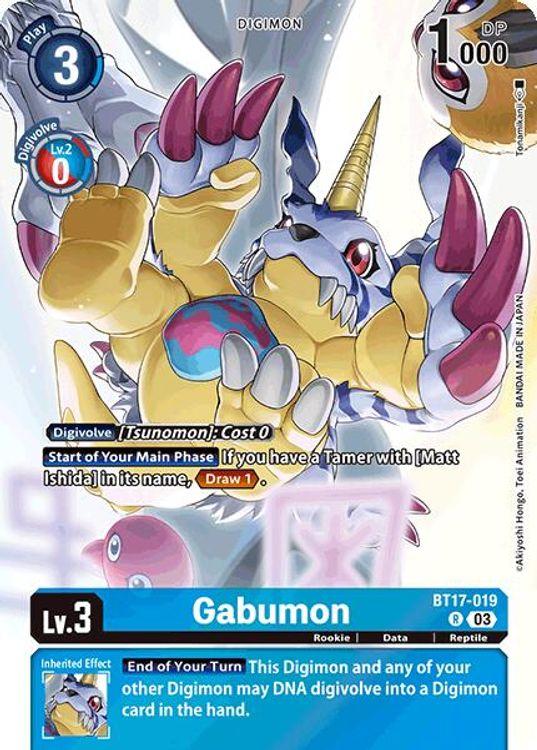 DIGIMON
Play
3
DP
1000
Digivolve
Lv.2
0
Tonamikanji
©Akiyoshi Hongo, Toei Animation BANDAI MADE IN JAPAN
Digivolve [Tsunomon]: Cost 0
Start of Your Main Phase If you have a Tamer with [Matt
Ishida] in its name, Draw 1.
Lv.3
Gabumon
BT17-019
R 03
Rookie | Data | Reptile
Inherited Effect
End of Your Turn This Digimon and any of your
other Digimon may DNA digivolve into a Digimon
card in the hand.